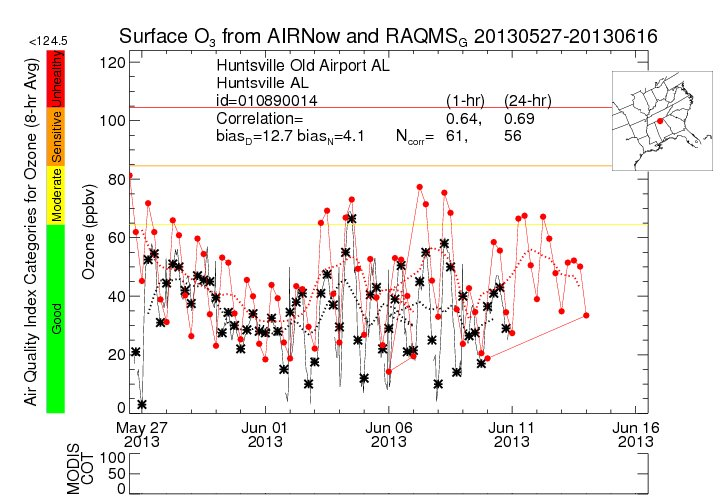 Surface O3 from AIRNow and RAQMSG 20130527-20130616
<124.5
Huntsville Old Airport AL
Huntsville AL
id=010890014 (1-hr) (24-hr)
Correlation= 0.64, 0.69
biasD=12.7 biasN=4.1 Ncorr= 61, 56
Air Quality Index Categories for Ozone (8-hr Avg)
Unhealthy
Sensitive
Moderate
Good
Ozone (ppbv)
120
100
80
60
40
20
0
May 27 Jun 01 Jun 06 Jun 11 Jun 16
2013 2013 2013 2013 2013
MODIS
COT
100
50
0